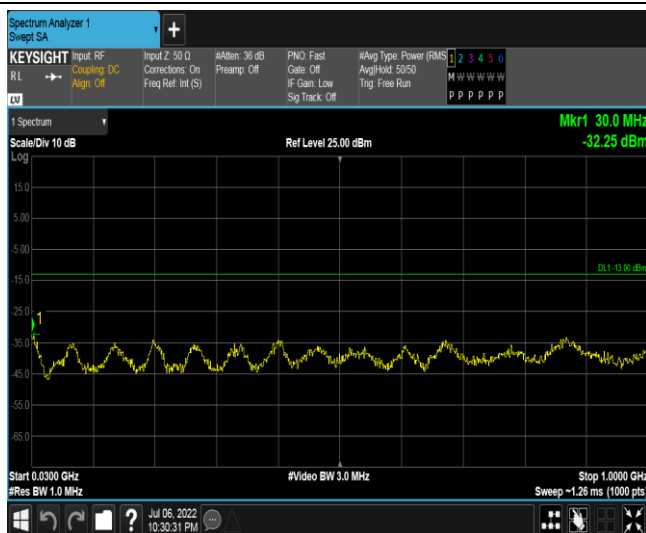 Spectrum Analyzer 1
Swept SA
+
KEYSIGHT
RL
LXI
Input: RF
Coupling: DC
Align: Off
Input Z: 50 Ω
Corrections: On
Freq Ref: Int (S)
#Atten: 36 dB
Preamp: Off
PNO: Fast
Gate: Off
IF Gain: Low
Sig Track: Off
#Avg Type: Power (RMS
Avg|Hold: 50/50
Trig: Free Run
1 2 3 4 5 6
M W W W W W
P P P P P P
1 Spectrum
Scale/Div 10 dB
Ref Level 25.00 dBm
Mkr1 30.0 MHz
-32.25 dBm
Log
15.0
5.00
-5.00
DL1 -13.00 dBm
-15.0
-25.0
1
-35.0
-45.0
-55.0
-65.0
Start 0.0300 GHz
#Video BW 3.0 MHz
Stop 1.0000 GHz
#Res BW 1.0 MHz
Sweep ~1.26 ms (1000 pts)
?
Jul 06, 2022
10:30:31 PM